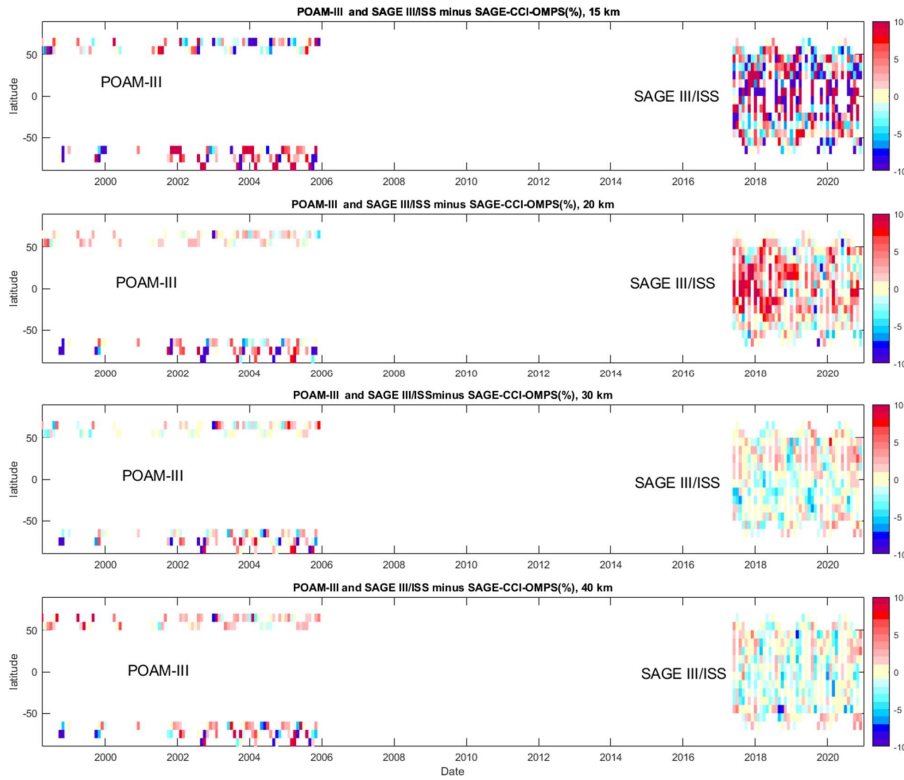 POAM-III and SAGE III/ISS minus SAGE-CCI-OMPS(%), 15 km
10
50
5
POAM-III
SAGE III/ISS
latitude
0
0
-50
-5
-10
2000 2002 2004 2006 2008 2010 2012 2014 2016 2018 2020
POAM-III and SAGE III/ISS minus SAGE-CCI-OMPS(%), 20 km
10
50
5
POAM-III
SAGE III/ISS
latitude
0
0
-50
-5
-10
2000 2002 2004 2006 2008 2010 2012 2014 2016 2018 2020
POAM-III and SAGE III/ISSminus SAGE-CCI-OMPS(%), 30 km
10
50
5
POAM-III
SAGE III/ISS
latitude
0
0
-50
-5
-10
2000 2002 2004 2006 2008 2010 2012 2014 2016 2018 2020
POAM-III and SAGE III/ISS minus SAGE-CCI-OMPS(%), 40 km
10
50
5
POAM-III
SAGE III/ISS
latitude
0
0
-50
-5
-10
2000 2002 2004 2006 2008 2010 2012 2014 2016 2018 2020
Date